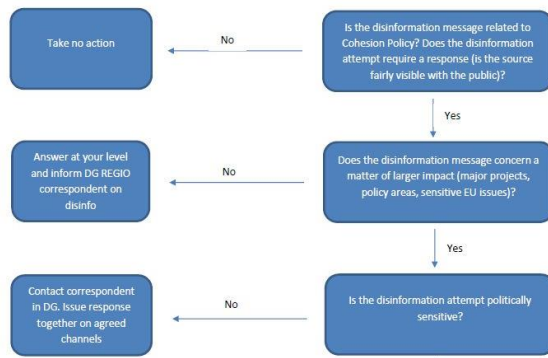 Take no action
No
Is the disinformation message related to
Cohesion Policy? Does the disinformation
attempt require a response (is the source
fairly visible with the public)?
Yes
Answer at your level
and inform DG REGIO
correspondent on
disinfo
No
Does the disinformation message concern a
matter of larger impact (major projects,
policy areas, sensitive EU issues)?
Yes
Contact correspondent
in DG. Issue response
together on agreed
channels
No
Is the disinformation attempt politically
sensitive?